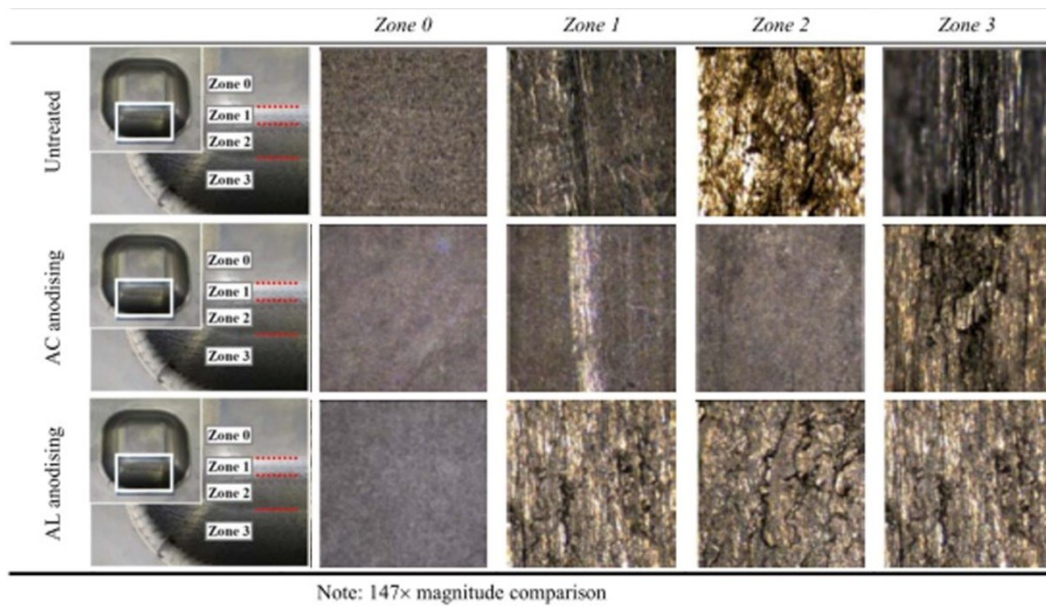 Zone 0 Zone 1 Zone 2 Zone 3
Untreated
Zone 0
Zone 1
Zone 2
Zone 3
AC anodising
Zone 0
Zone 1
Zone 2
Zone 3
AL anodising
Zone 0
Zone 1
Zone 2
Zone 3
Note: 147× magnitude comparison